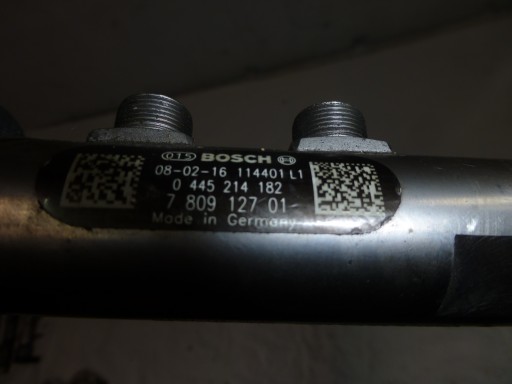 015 BOSCH
08-02-16 114401 L1
0 445 214 182
7 809 127 01
Made in Germany